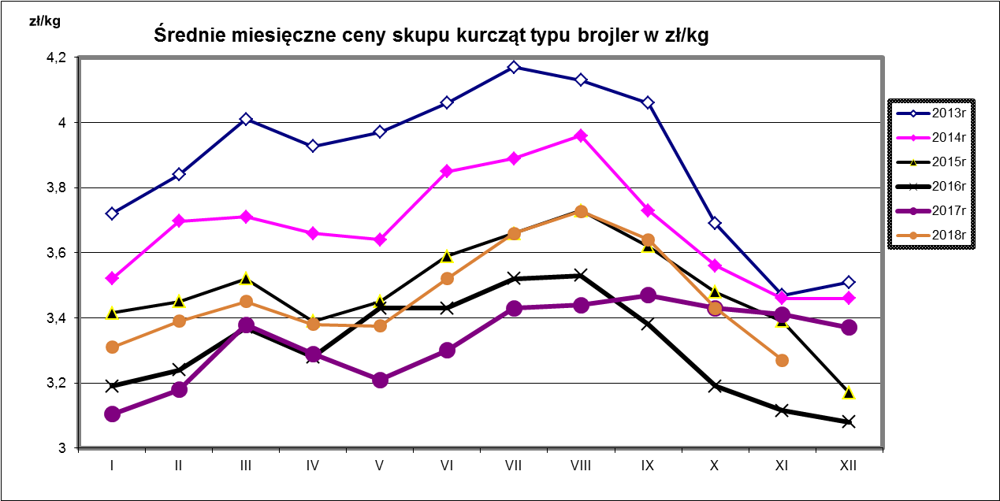 zł/kg
Średnie miesięczne ceny skupu kurcząt typu brojler w zł/kg
4,2
4
3,8
3,6
3,4
3,2
3
I II III IV V VI VII VIII IX X XI XII
2013r
2014r
2015r
2016r
2017r
2018r